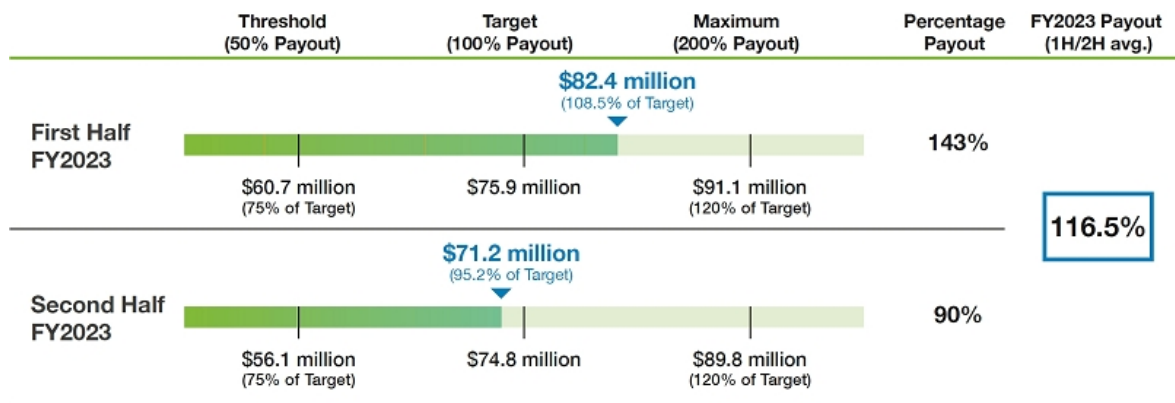 Threshold
(50% Payout)
Target
(100% Payout)
Maximum
(200% Payout)
Percentage
Payout
FY2023 Payout
(1H/2H avg.)
$82.4 million
(108.5% of Target)
First Half
FY2023
143%
$60.7 million
(75% of Target)
$75.9 million
$91.1 million
(120% of Target)
116.5%
$71.2 million
(95.2% of Target)
Second Half
FY2023
90%
$56.1 million
(75% of Target)
$74.8 million
$89.8 million
(120% of Target)